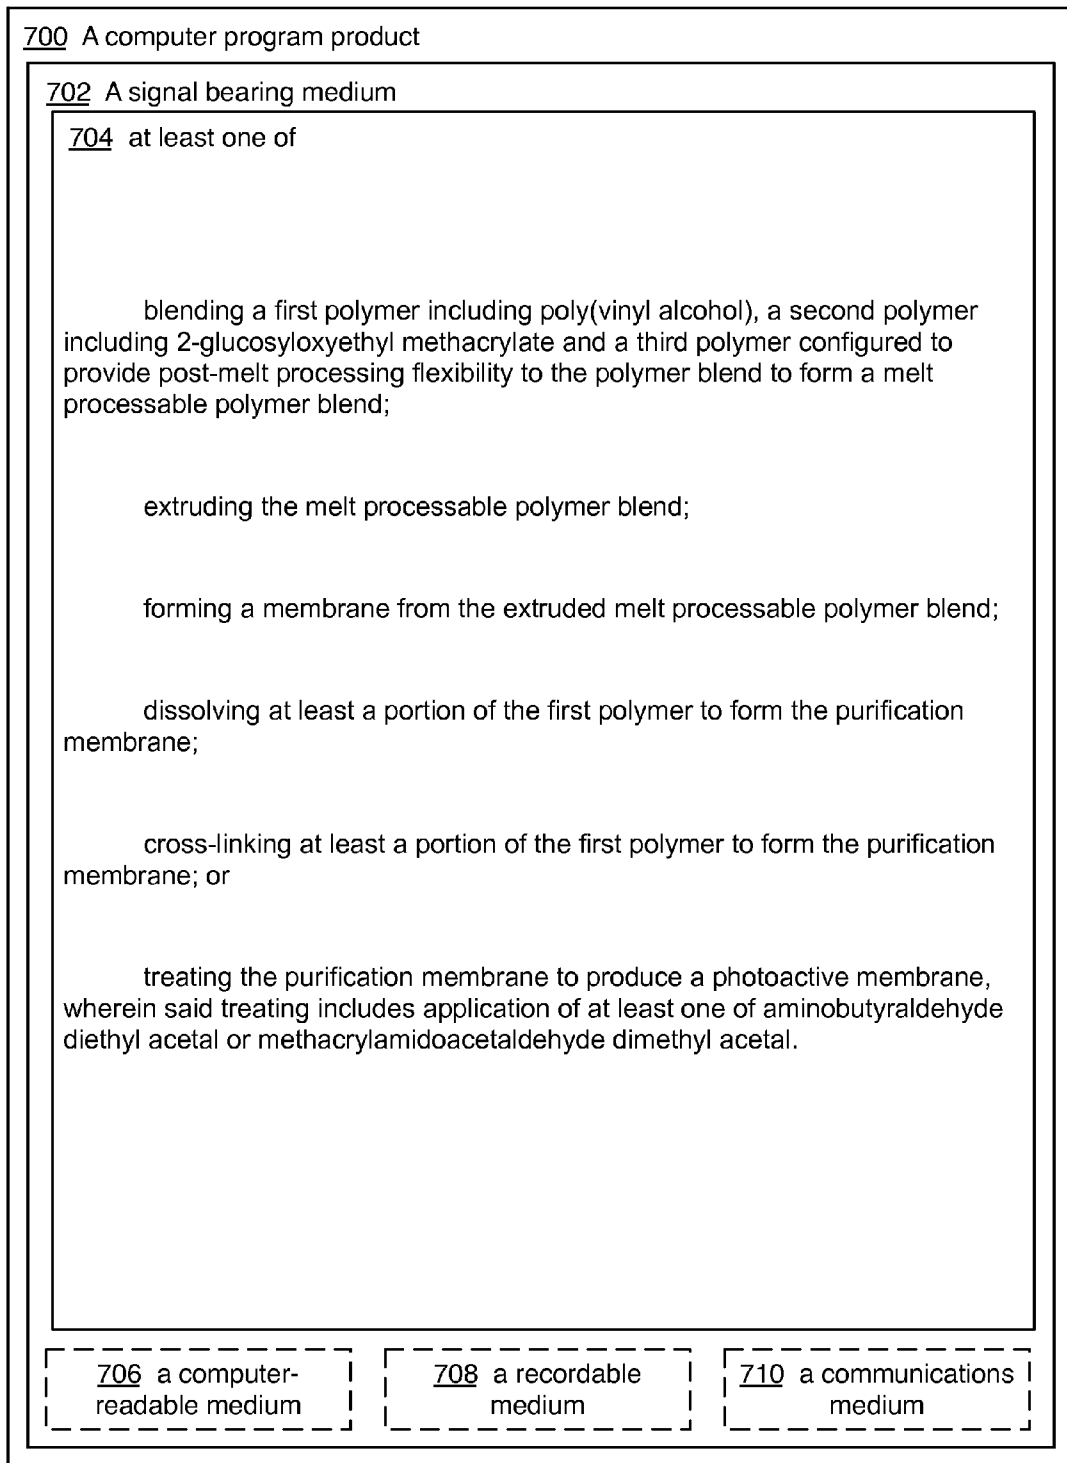 700 A computer program product
702 A signal bearing medium
704 at least one of
blending a first polymer including poly(vinyl alcohol), a second polymer
including 2-glucosyloxyethyl methacrylate and a third polymer configured to
provide post-melt processing flexibility to the polymer blend to form a melt
processable polymer blend;
extruding the melt processable polymer blend;
forming a membrane from the extruded melt processable polymer blend;
dissolving at least a portion of the first polymer to form the purification
membrane;
cross-linking at least a portion of the first polymer to form the purification
membrane; or
treating the purification membrane to produce a photoactive membrane,
wherein said treating includes application of at least one of aminobutyraldehyde
diethyl acetal or methacrylamidoacetaldehyde dimethyl acetal.
706 a computer-
readable medium
708 a recordable
medium
710 a communications
medium